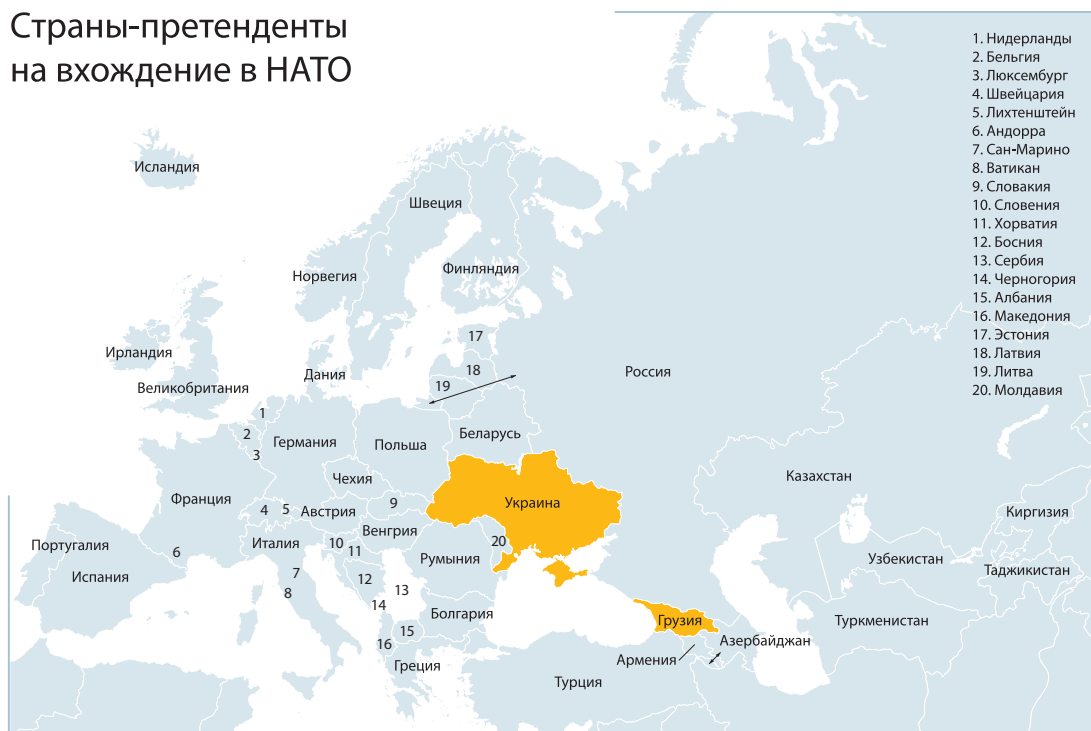 Страны-претенденты
на вхождение в НАТО
1. Нидерланды
2. Бельгия
3. Люксембург
4. Швейцария
5. Лихтенштейн
6. Андорра
7. Сан-Марино
8. Ватикан
9. Словакия
10. Словения
11. Хорватия
12. Босния
13. Сербия
14. Черногория
15. Албания
16. Македония
17. Эстония
18. Латвия
19. Литва
20. Молдавия
Исландия
Швеция
Финляндия
Норвегия
17
Ирландия
18
Россия
Дания
19
Великобритания
1
2
Германия
Польша
Беларусь
3
Казахстан
Чехия
Франция
9
Украина
4
5
Австрия
Киргизия
Венгрия
Португалия
6
Италия
10
11
20
Румыния
Узбекистан
Таджикистан
Испания
7
12
8
13
14
Болгария
Грузия
Туркменистан
15
Азербайджан
16
Греция
Армения
Турция